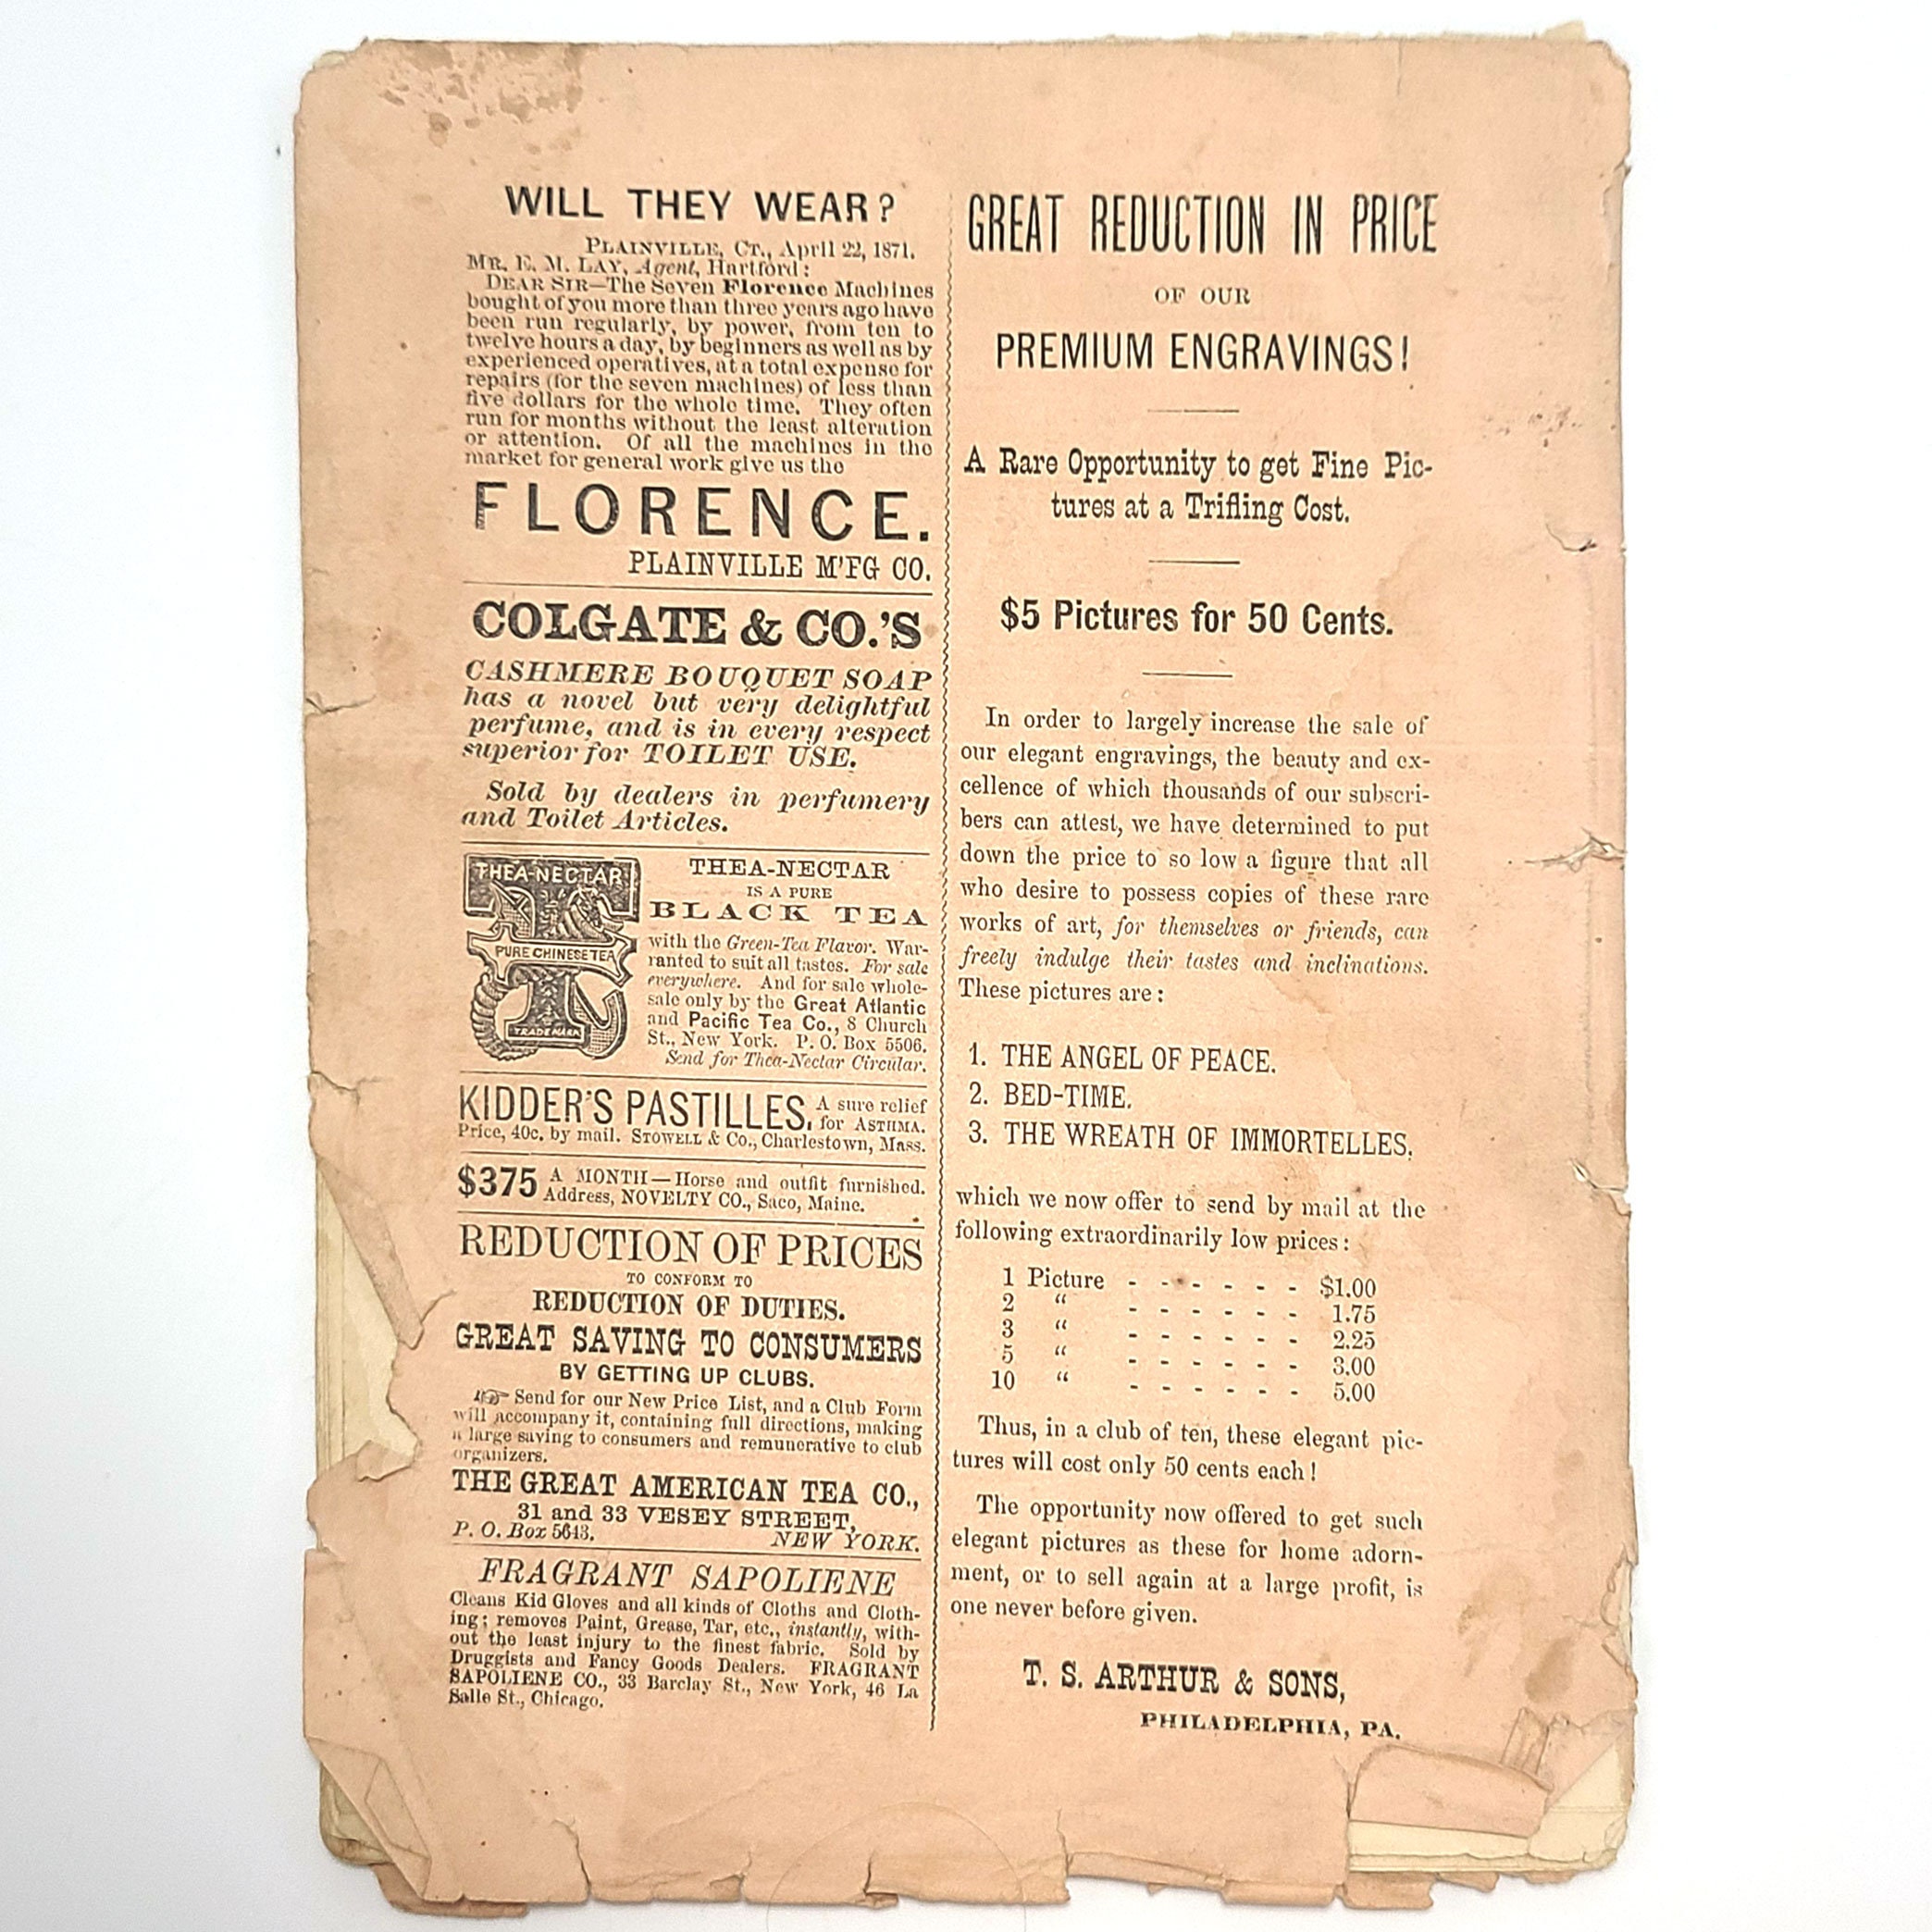 WILL THEY WEAR?
PLAINVILLE, CT., April 22, 1871.
MR. E. M. LAY, Agent, Hartford:
DEAR SIR—The Seven Florence Machines
bought of you more than three years ago have
been run regularly, by power, from ten to
twelve hours a day, by beginners as well as by
experienced operatives, at a total expense for
repairs (for the seven machines) of less than
five dollars for the whole time. They often
run for months without the least alteration
or attention. Of all the machines in the
market for general work give us the
FLORENCE.
PLAINVILLE M'FG CO.
COLGATE & CO.'S
CASHMERE BOUQUET SOAP
has a novel but very delightful
perfume, and is in every respect
superior for TOILET USE.
Sold by dealers in perfumery
and Toilet Articles.
THEA-NECTAR
PURE CHINESE TEA
TRADE MARK
THEA-NECTAR
IS A PURE
BLACK TEA
with the Green-Tea Flavor. War-
ranted to suit all tastes. For sale
everywhere. And for sale whole-
sale only by the Great Atlantic
and Pacific Tea Co., 8 Church
St., New York. P. O. Box 5506.
Send for Thea-Nectar Circular.
KIDDER'S PASTILLES. A sure relief
for ASTHMA.
Price, 40c. by mail. STOWELL & Co., Charlestown, Mass.
$375 A MONTH—Horse and outfit furnished.
Address, NOVELTY CO., Saco, Maine.
REDUCTION OF PRICES
TO CONFORM TO
REDUCTION OF DUTIES.
GREAT SAVING TO CONSUMERS
BY GETTING UP CLUBS.
☞ Send for our New Price List, and a Club Form
will accompany it, containing full directions, making
a large saving to consumers and remunerative to club
organizers.
THE GREAT AMERICAN TEA CO.,
31 and 33 VESEY STREET,
P. O. Box 5643. NEW YORK.
FRAGRANT SAPOLIENE
Cleans Kid Gloves and all kinds of Cloths and Cloth-
ing; removes Paint, Grease, Tar, etc., instantly, with-
out the least injury to the finest fabric. Sold by
Druggists and Fancy Goods Dealers. FRAGRANT
SAPOLIENE CO., 33 Barclay St., New York, 46 La
Salle St., Chicago.
GREAT REDUCTION IN PRICE
OF OUR
PREMIUM ENGRAVINGS!
A Rare Opportunity to get Fine Pic-
tures at a Trifling Cost.
$5 Pictures for 50 Cents.
In order to largely increase the sale of
our elegant engravings, the beauty and ex-
cellence of which thousands of our subscri-
bers can attest, we have determined to put
down the price to so low a figure that all
who desire to possess copies of these rare
works of art, for themselves or friends, can
freely indulge their tastes and inclinations.
These pictures are:
1. THE ANGEL OF PEACE.
2. BED-TIME.
3. THE WREATH OF IMMORTELLES.
which we now offer to send by mail at the
following extraordinarily low prices:
1 Picture - - - - - - $1.00
2 " - - - - - - 1.75
3 " - - - - - - 2.25
5 " - - - - - - 3.00
10 " - - - - - - 5.00
Thus, in a club of ten, these elegant pic-
tures will cost only 50 cents each!
The opportunity now offered to get such
elegant pictures as these for home adorn-
ment, or to sell again at a large profit, is
one never before given.
T. S. ARTHUR & SONS,
PHILADELPHIA, PA.